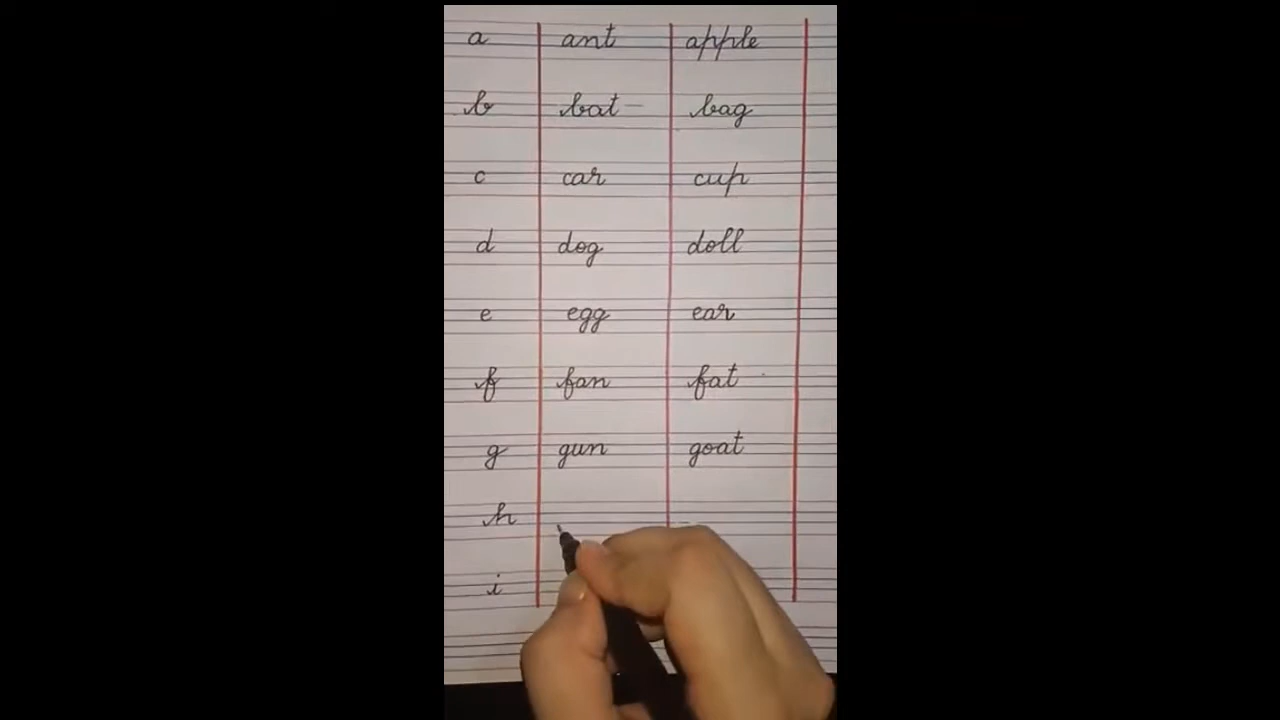 a ant apple
b bat bag
c car cup
d dog doll
e egg ear
f fan fat
g gun goat
h
i